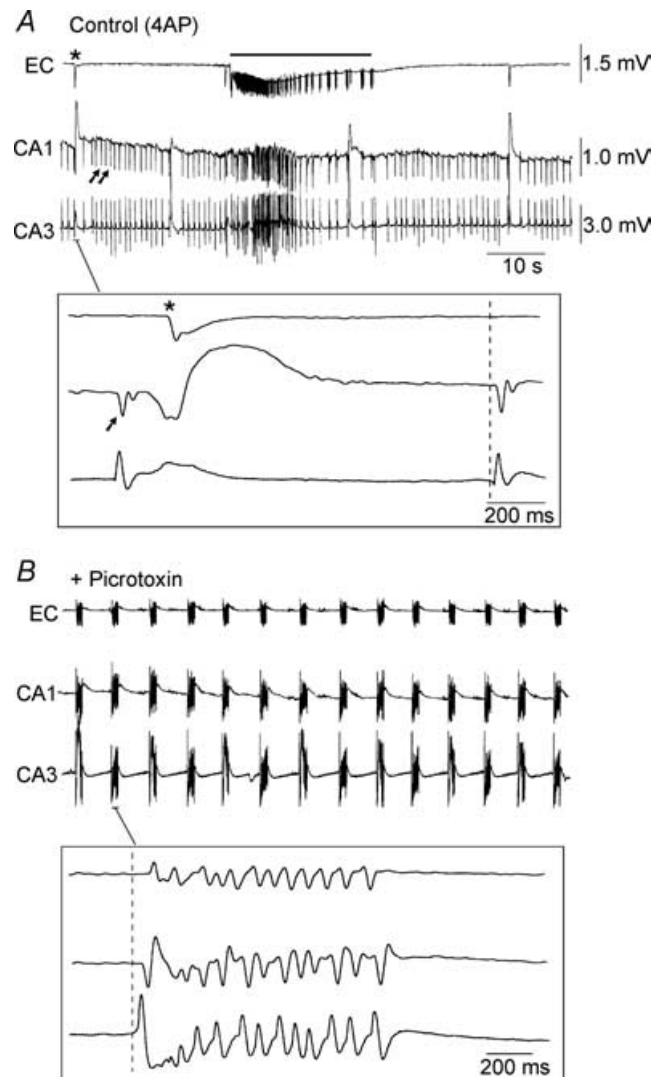 A Control (4AP)
*
EC
1.5 mV
CA1
1.0 mV
CA3
3.0 mV
10 s
*
200 ms
B + Picrotoxin
EC
CA1
CA3
200 ms